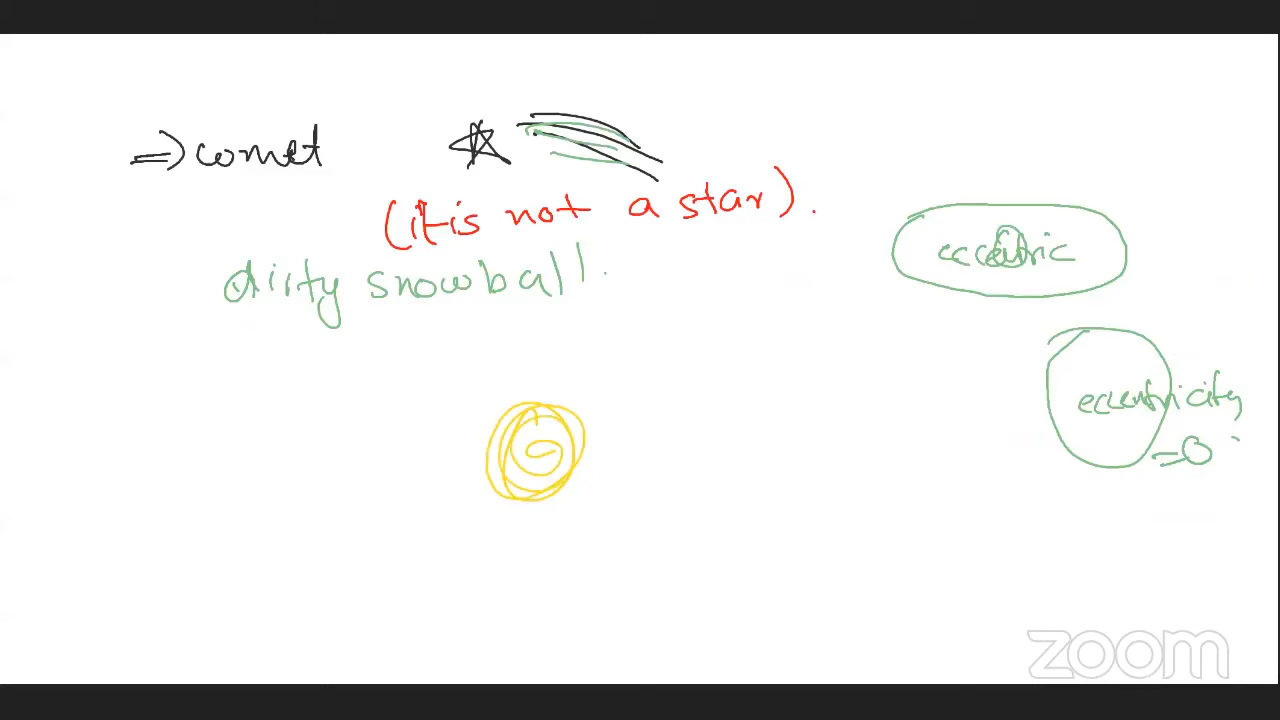 ⇒ comet
(it is not a star).
dirty snowball.
eccentric
eccentricity
=0
zoom